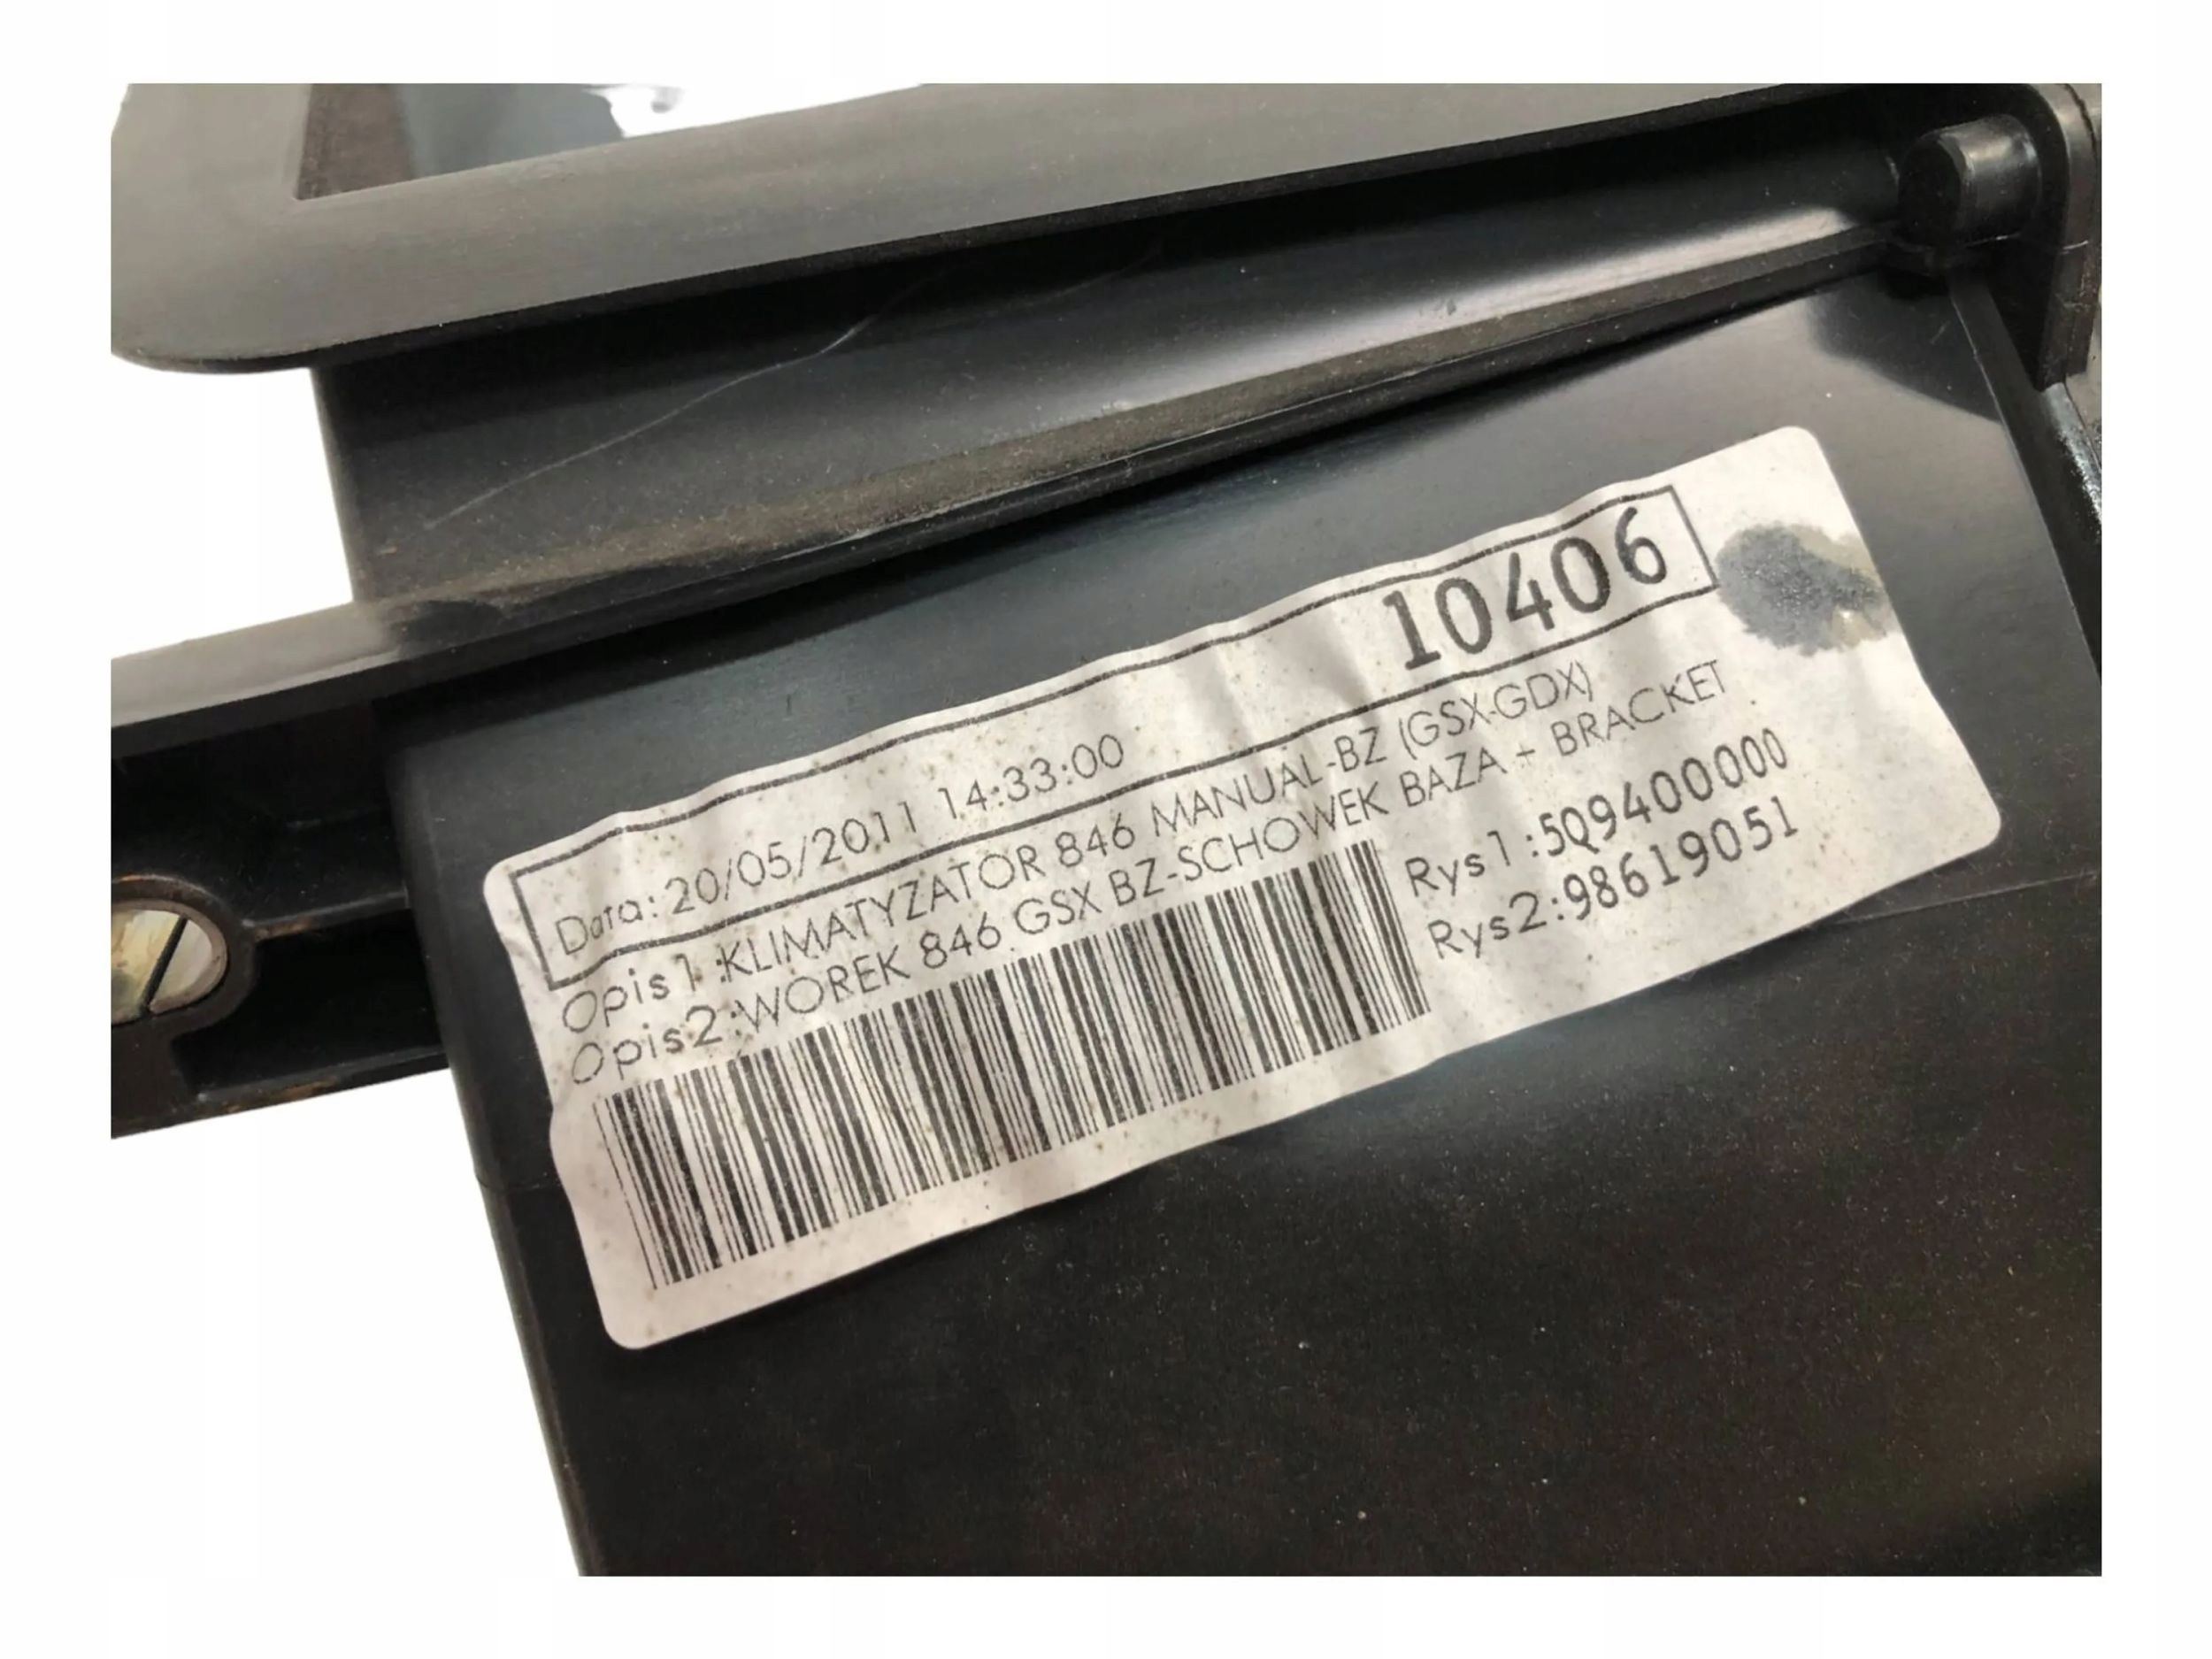 10406
Data: 20/05/2011 14:33:00
Opis1:KLIMATYZATOR 846 MANUAL-BZ (GSX-GDX)
Opis2:WOREK 846 GSX BZ-SCHOWEK BAZA + BRACKET
Rys1:5Q9400000
Rys2:98619051